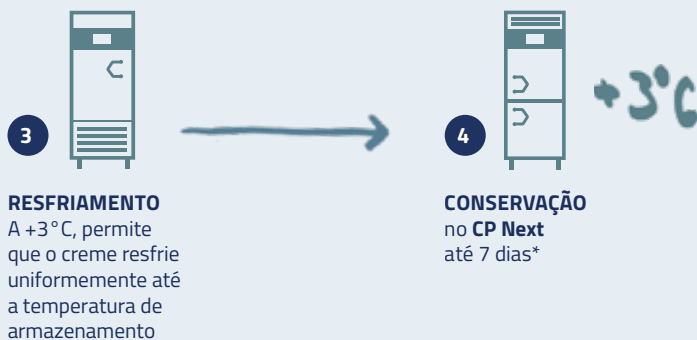 3
RESFRIAMENTO
A +3°C, permite
que o creme resfrie
uniformemente até
a temperatura de
armazenamento
4
CONSERVAÇÃO
no CP Next
até 7 dias*
+3°C